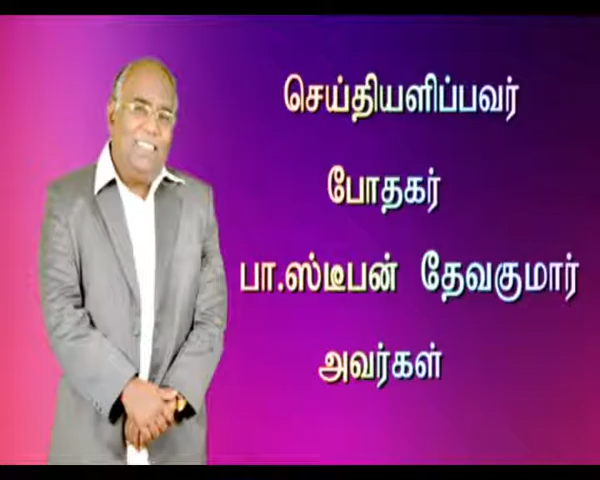 செய்தியளிப்பவர்
போதகர்
பா.ஸ்டீபன் தேவகுமார்
அவர்கள்